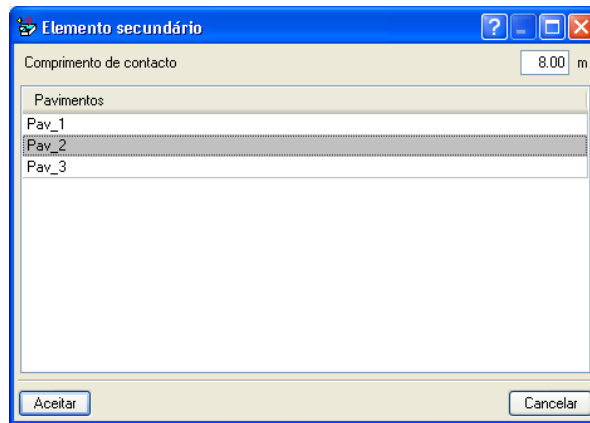 Elemento secundário
Comprimento de contacto 8.00 m
Pavimentos
Pav_1
Pav_2
Pav_3
Aceitar Cancelar